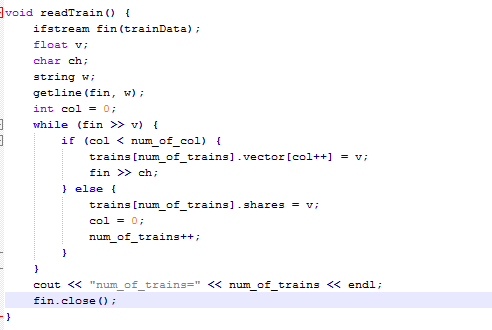 void readTrain() {
    ifstream fin(trainData);
    float v;
    char ch;
    string w;
    getline(fin, w);
    int col = 0;
    while (fin >> v) {
        if (col < num_of_col) {
            trains[num_of_trains].vector[col++] = v;
            fin >> ch;
        } else {
            trains[num_of_trains].shares = v;
            col = 0;
            num_of_trains++;
        }
    }
    cout << "num_of_trains=" << num_of_trains << endl;
    fin.close();
}